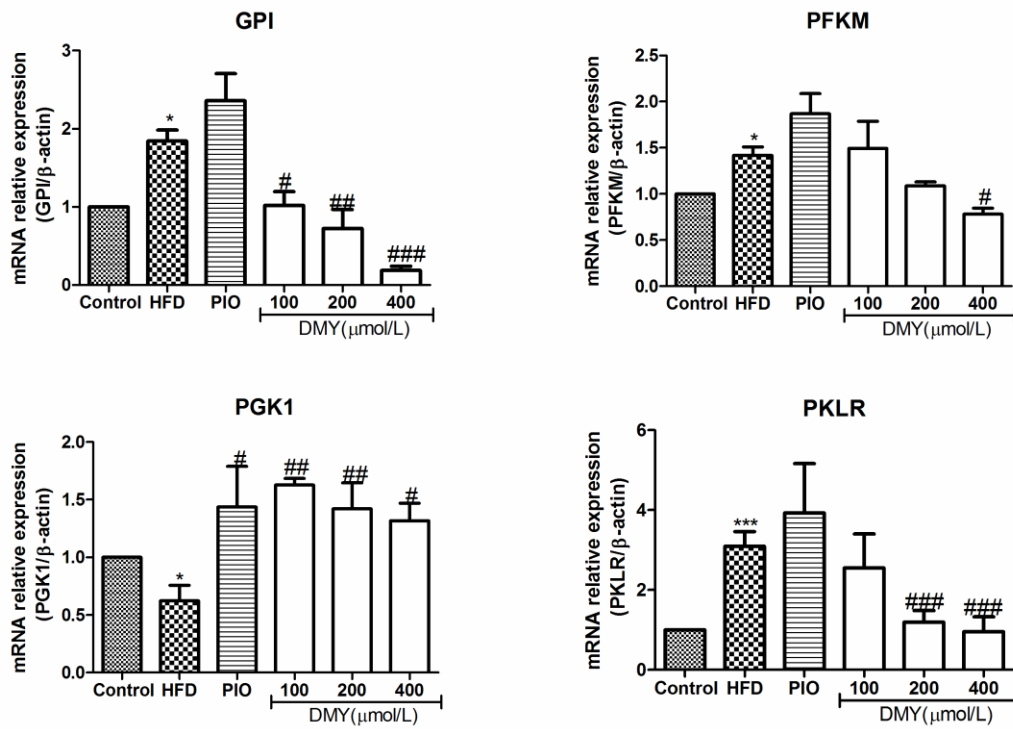 GPI
mRNA relative expression
(GPI/β-actin)
3
2
1
0
*
#
##
###
Control HFD PIO 100 200 400
DMY(μmol/L)
PFKM
mRNA relative expression
(PFKM/β-actin)
2.5
2.0
1.5
1.0
0.5
0.0
*
#
Control HFD PIO 100 200 400
DMY(μmol/L)
PGK1
mRNA relative expression
(PGK1/β-actin)
2.0
1.5
1.0
0.5
0.0
*
#
##
##
#
Control HFD PIO 100 200 400
DMY(μmol/L)
PKLR
mRNA relative expression
(PKLR/β-actin)
6
4
2
0
***
###
###
Control HFD PIO 100 200 400
DMY(μmol/L)